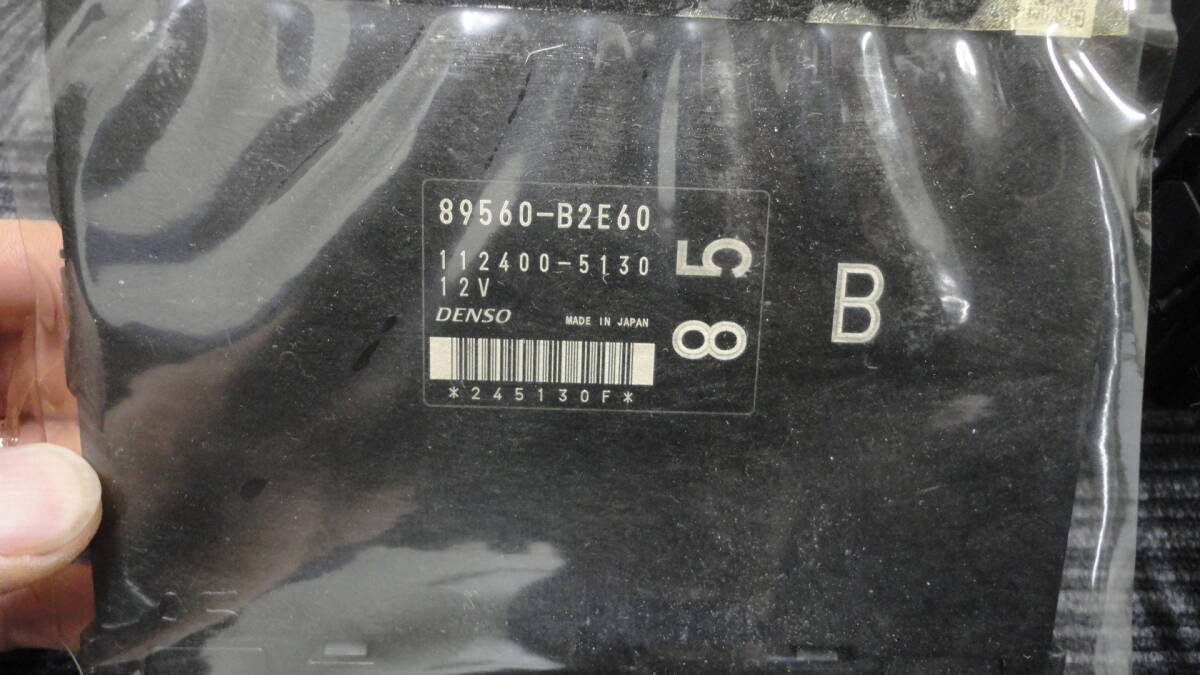 89560-B2E60
112400-5130
12V
DENSO MADE IN JAPAN
*245130F*
5
8
B